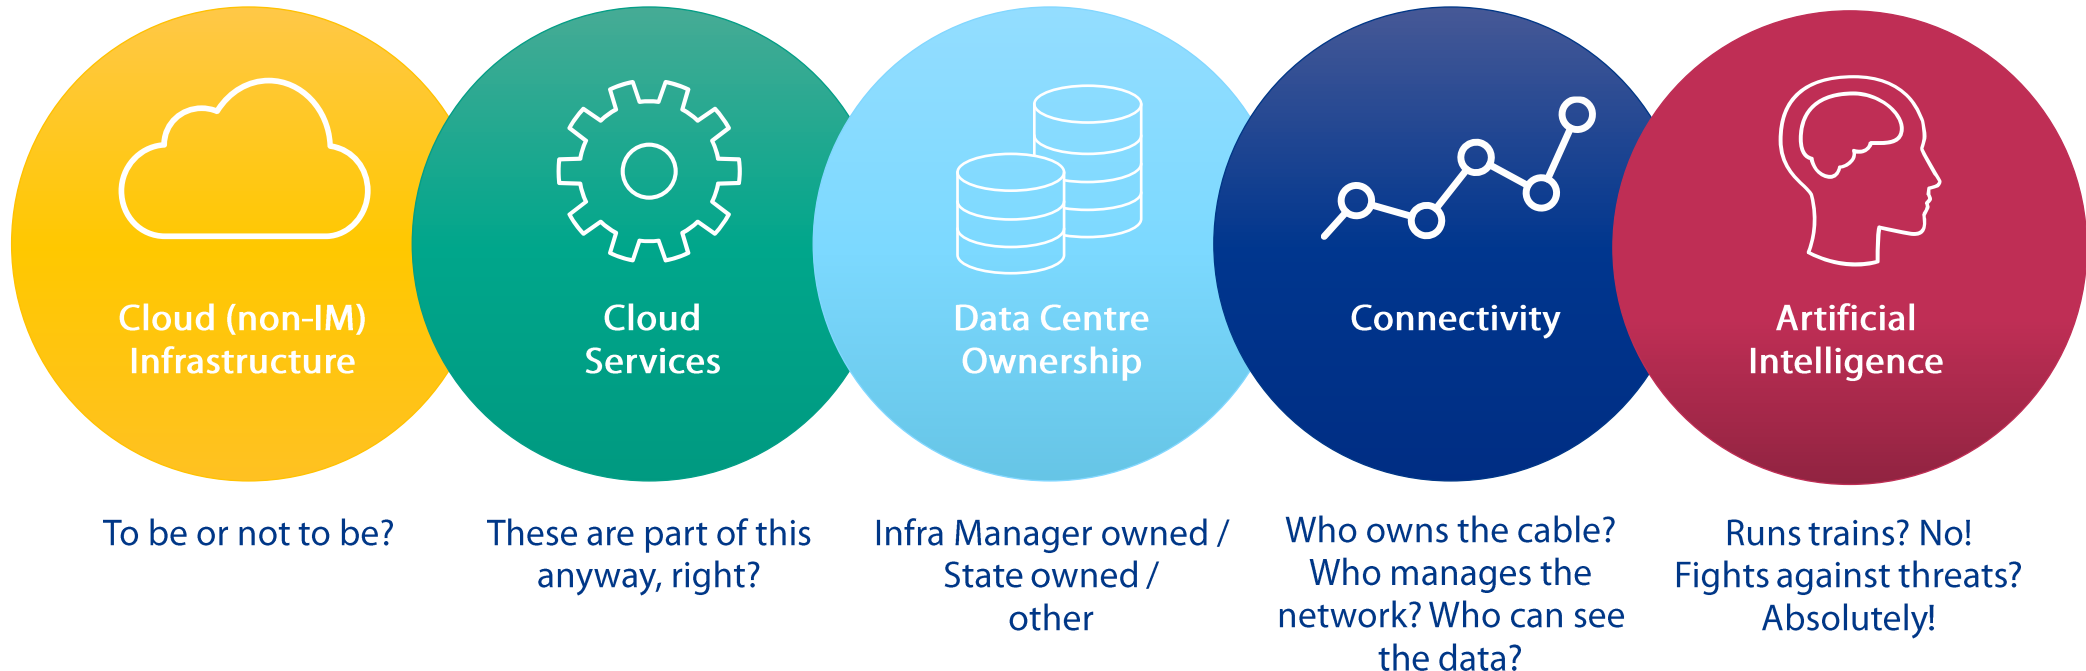 Cloud (non-IM)
Infrastructure
To be or not to be?
Cloud
Services
These are part of this
anyway, right?
Data Centre
Ownership
Infra Manager owned /
State owned /
other
Connectivity
Who owns the cable?
Who manages the
network? Who can see
the data?
Artificial
Intelligence
Runs trains? No!
Fights against threats?
Absolutely!